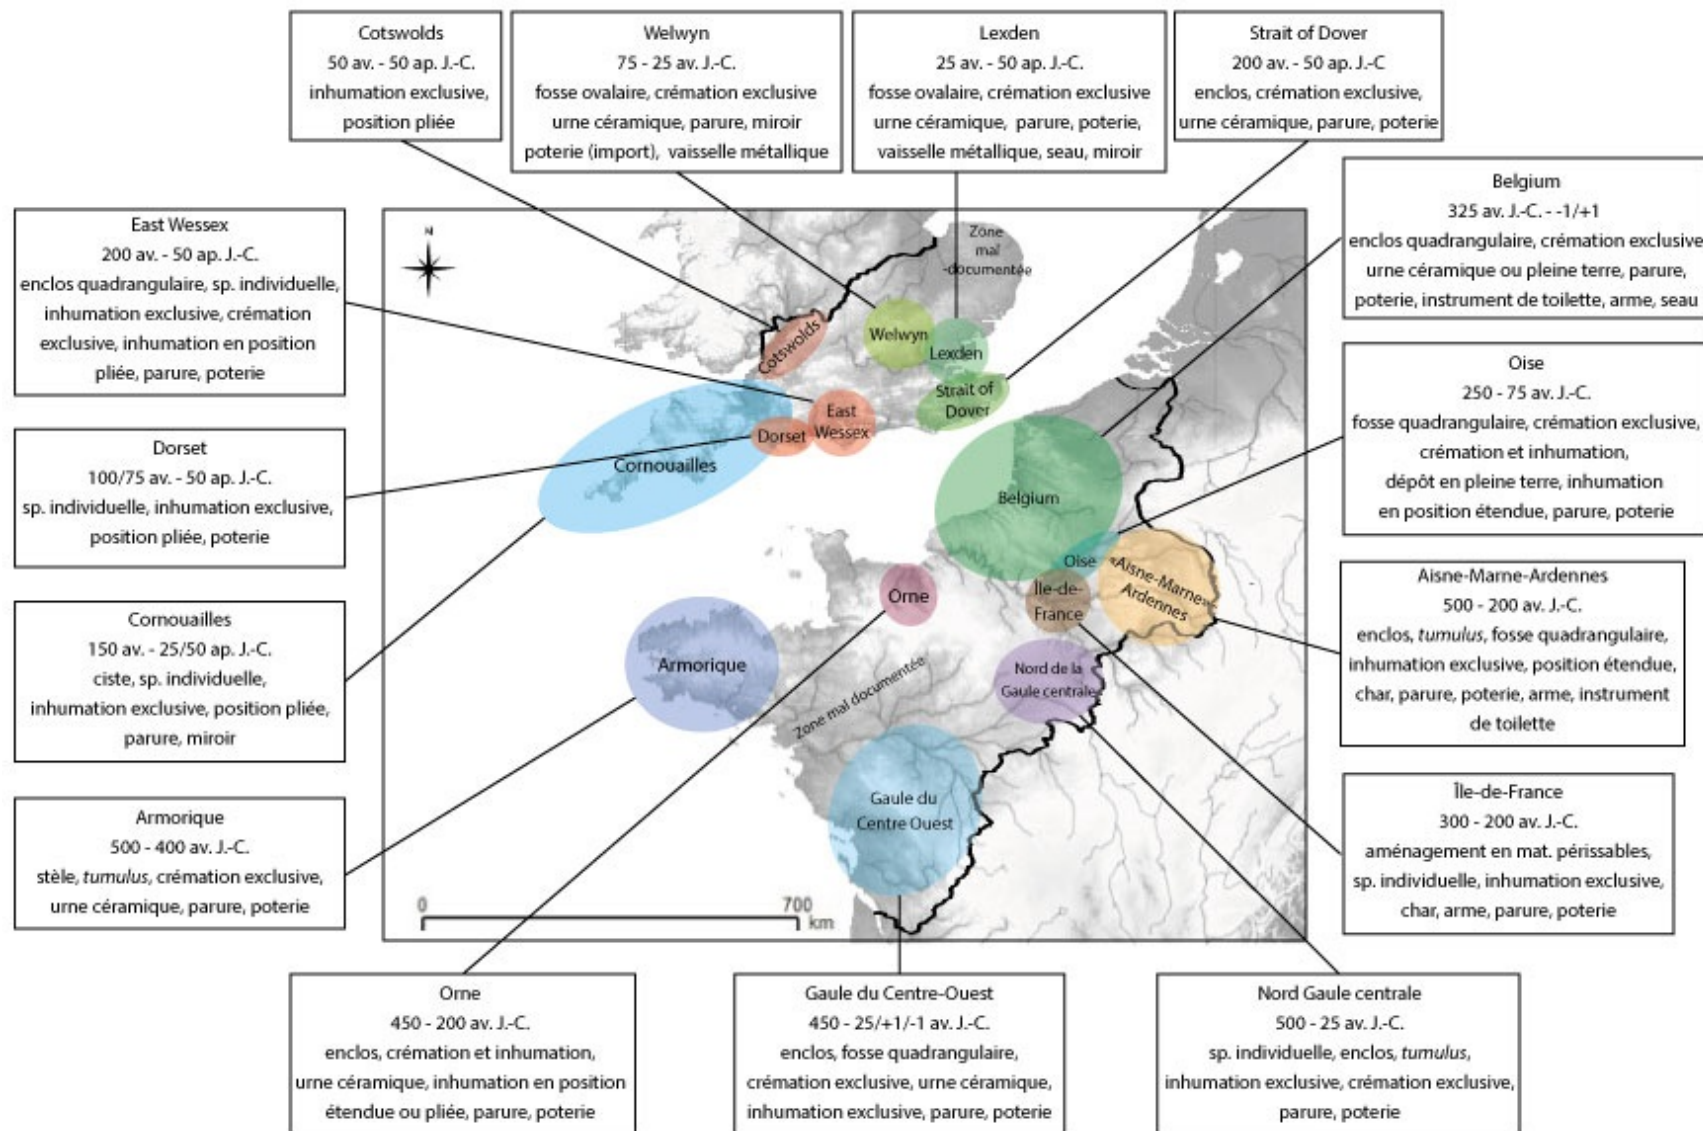 Cotswolds
50 av. - 50 ap. J.-C.
inhumation exclusive,
position pliée
Welwyn
75 - 25 av. J.-C.
fosse ovalaire, crémation exclusive
urne céramique, parure, miroir
poterie (import), vaisselle métallique
Lexden
25 av. - 50 ap. J.-C.
fosse ovalaire, crémation exclusive
urne céramique, parure, poterie,
vaisselle métallique, seau, miroir
Strait of Dover
200 av. - 50 ap. J.-C
enclos, crémation exclusive,
urne céramique, parure, poterie
Belgium
325 av. J.-C. - -1/+1
enclos quadrangulaire, crémation exclusive
urne céramique ou pleine terre, parure,
poterie, instrument de toilette, arme, seau
East Wessex
200 av. - 50 ap. J.-C.
enclos quadrangulaire, sp. individuelle,
inhumation exclusive, crémation
exclusive, inhumation en position
pliée, parure, poterie
Oise
250 - 75 av. J.-C.
fosse quadrangulaire, crémation exclusive,
crémation et inhumation,
dépôt en pleine terre, inhumation
en position étendue, parure, poterie
Dorset
100/75 av. - 50 ap. J.-C.
sp. individuelle, inhumation exclusive,
position pliée, poterie
Aisne-Marne-Ardennes
500 - 200 av. J.-C.
enclos, tumulus, fosse quadrangulaire,
inhumation exclusive, position étendue,
char, parure, poterie, arme, instrument
de toilette
Cornouailles
150 av. - 25/50 ap. J.-C.
ciste, sp. individuelle,
inhumation exclusive, position pliée,
parure, miroir
Île-de-France
300 - 200 av. J.-C.
aménagement en mat. périssables,
sp. individuelle, inhumation exclusive,
char, arme, parure, poterie
Armorique
500 - 400 av. J.-C.
stèle, tumulus, crémation exclusive,
urne céramique, parure, poterie
Orne
450 - 200 av. J.-C.
enclos, crémation et inhumation,
urne céramique, inhumation en position
étendue ou pliée, parure, poterie
Gaule du Centre-Ouest
450 - 25/+1/-1 av. J.-C.
enclos, fosse quadrangulaire,
crémation exclusive, urne céramique,
inhumation exclusive, parure, poterie
Nord Gaule centrale
500 - 25 av. J.-C.
sp. individuelle, enclos, tumulus,
inhumation exclusive, crémation exclusive,
parure, poterie
N
Zone
mal
-documentée
Cotswolds
Welwyn
Lexden
Strait of
Dover
East
Wessex
Dorset
Cornouailles
Belgium
Oise
«Aisne-Marne»
Ardennes
Île-de-
France
Orne
Armorique
Nord de la
Gaule centrale
Zone mal documentée
Gaule du
Centre Ouest
0
700
km